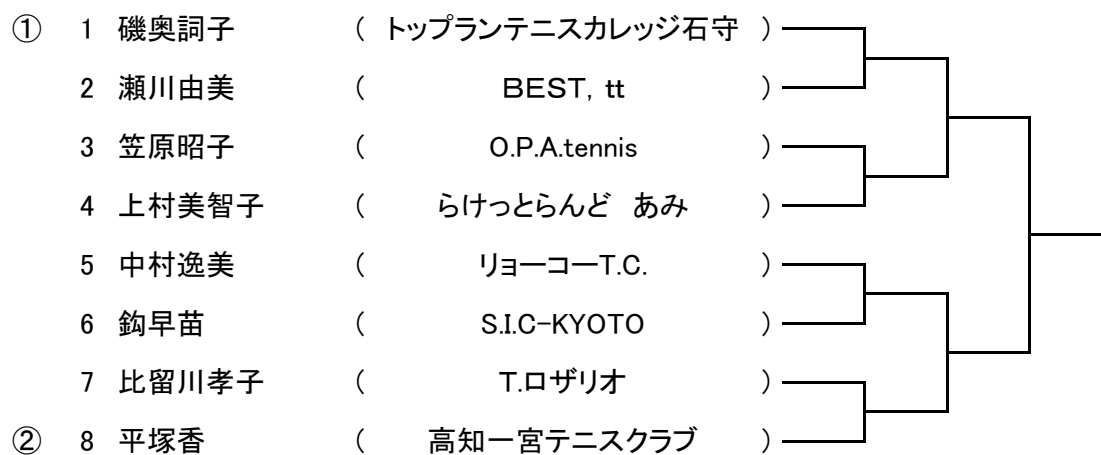 ① 1 磯奥詞子 ( トップランテニスカレッジ石守 )
2 瀬川由美 ( BEST, tt )
3 笠原昭子 ( O.P.A.tennis )
4 上村美智子 ( らけっとらんど　あみ )
5 中村逸美 ( リョーコーT.C. )
6 鈎早苗 ( S.I.C-KYOTO )
7 比留川孝子 ( T.ロザリオ )
② 8 平塚香 ( 高知一宮テニスクラブ )